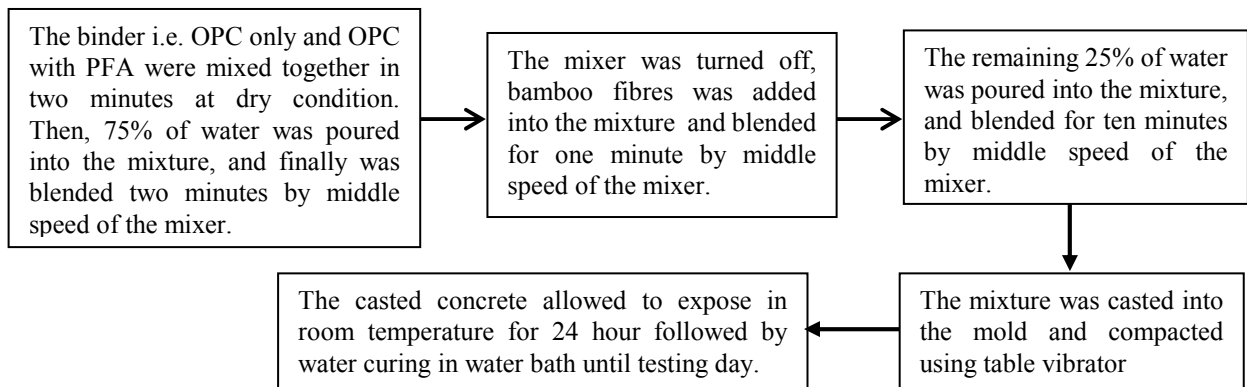 The binder i.e. OPC only and OPC
with PFA were mixed together in
two minutes at dry condition.
Then, 75% of water was poured
into the mixture, and finally was
blended two minutes by middle
speed of the mixer.
The mixer was turned off,
bamboo fibres was added
into the mixture and blended
for one minute by middle
speed of the mixer.
The remaining 25% of water
was poured into the mixture,
and blended for ten minutes
by middle speed of the
mixer.
The mixture was casted into
the mold and compacted
using table vibrator
The casted concrete allowed to expose in
room temperature for 24 hour followed by
water curing in water bath until testing day.